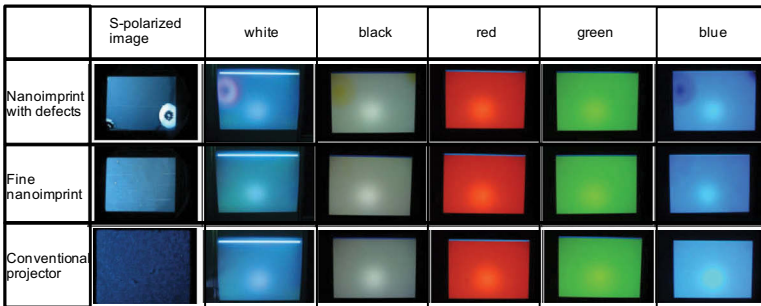 S-polarized
image
white
black
red
green
blue
Nanoimprint
with defects
Fine
nanoimprint
Conventional
projector